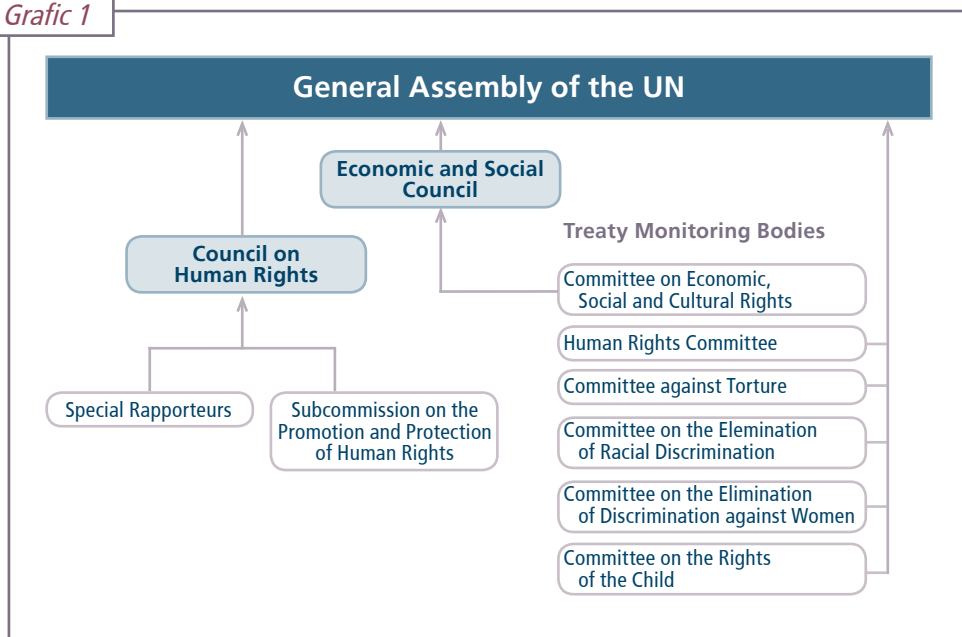 Grafic 1
General Assembly of the UN
Economic and Social
Council
Council on
Human Rights
Special Rapporteurs
Subcommission on the
Promotion and Protection
of Human Rights
Treaty Monitoring Bodies
Committee on Economic,
Social and Cultural Rights
Human Rights Committee
Committee against Torture
Committee on the Elemination
of Racial Discrimination
Committee on the Elimination
of Discrimination against Women
Committee on the Rights
of the Child